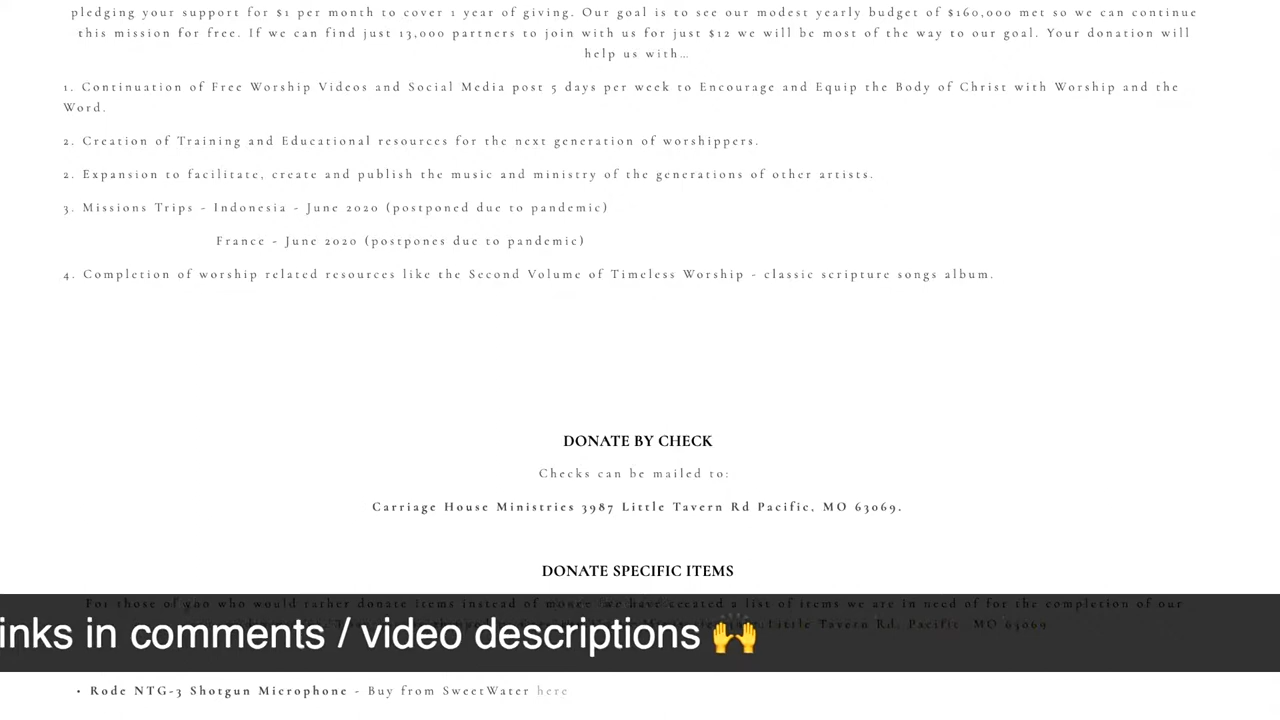 pledging your support for $1 per month to cover 1 year of giving. Our goal is to see our modest yearly budget of $160,000 met so we can continue
this mission for free. If we can find just 13,000 partners to join with us for just $12 we will be most of the way to our goal. Your donation will
help us with…
1. Continuation of Free Worship Videos and Social Media post 5 days per week to Encourage and Equip the Body of Christ with Worship and the
Word.
2. Creation of Training and Educational resources for the next generation of worshippers.
2. Expansion to facilitate, create and publish the music and ministry of the generations of other artists.
3. Missions Trips - Indonesia - June 2020 (postponed due to pandemic)
France - June 2020 (postpones due to pandemic)
4. Completion of worship related resources like the Second Volume of Timeless Worship - classic scripture songs album.
DONATE BY CHECK
Checks can be mailed to:
Carriage House Ministries 3987 Little Tavern Rd Pacific, MO 63069.
DONATE SPECIFIC ITEMS
For those of you who would rather donate items instead of money we have created a list of items we are in need of for the completion of our
Little Tavern Rd, Pacific MO 63069
inks in comments / video descriptions 🙌
• Rode NTG-3 Shotgun Microphone - Buy from SweetWater here